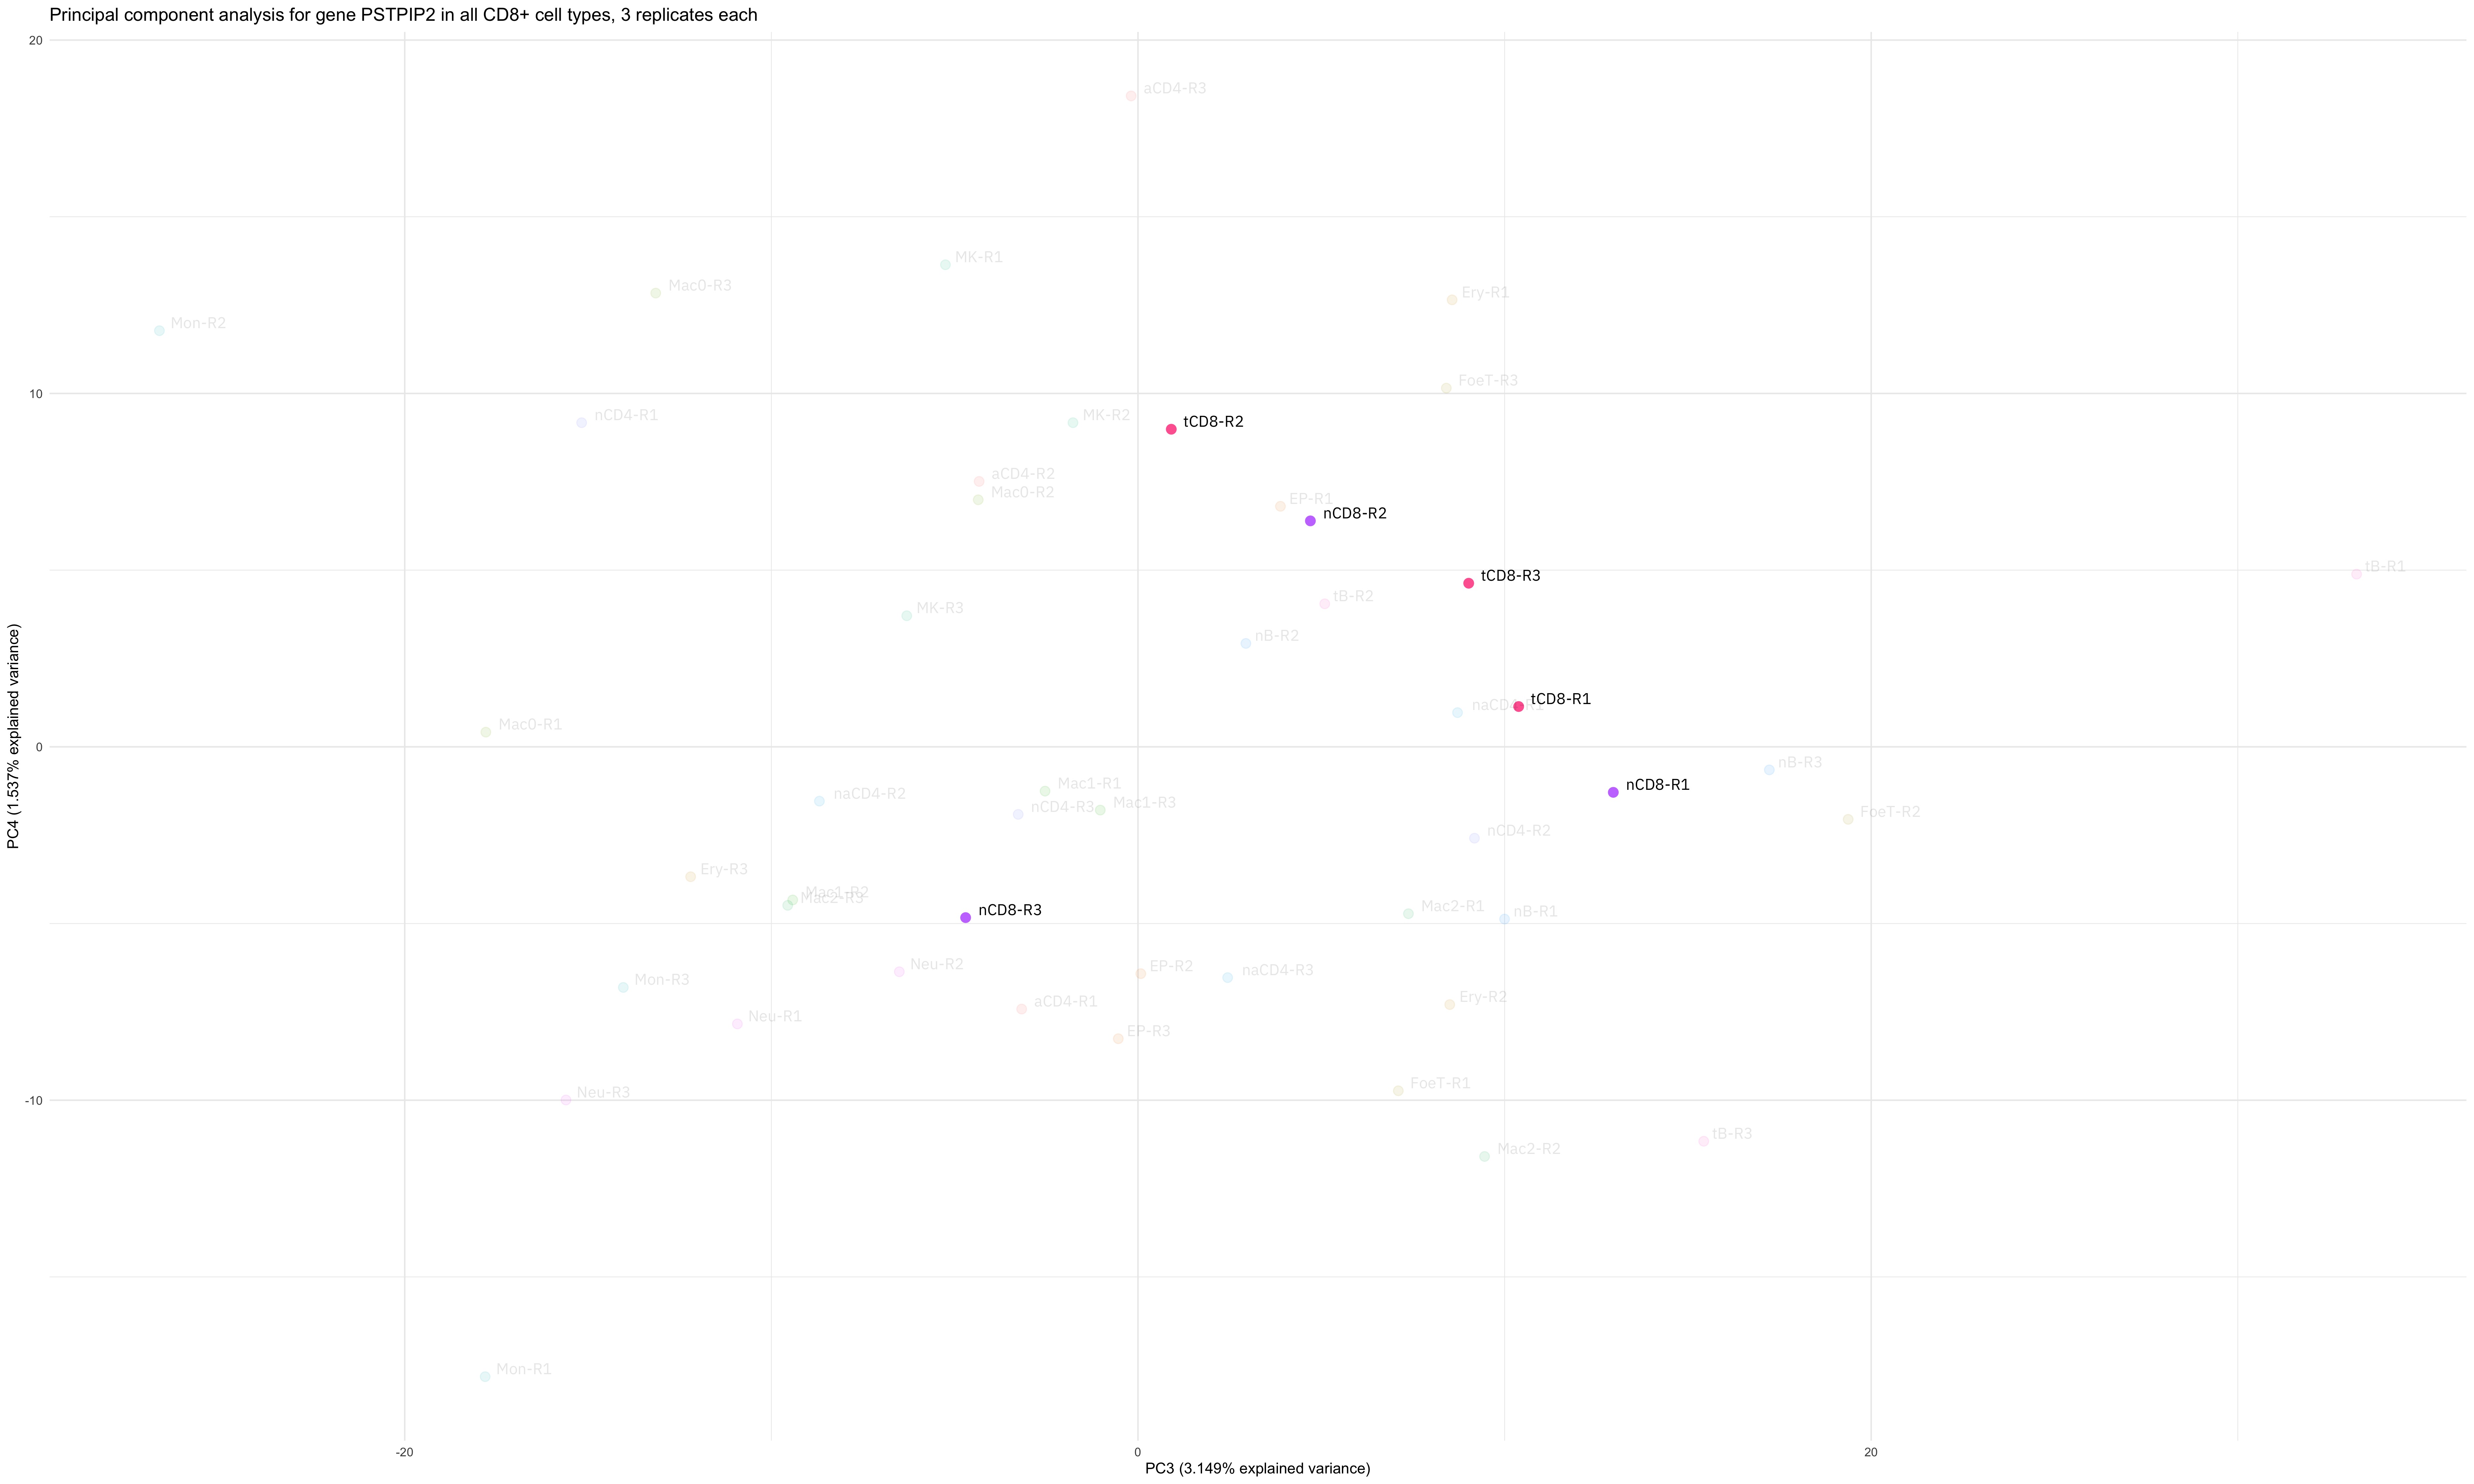 Principal component analysis for gene PSTPIP2 in all CD8+ cell types, 3 replicates each
20
aCD4-R3
MK-R1
Mac0-R3
Ery-R1
Mon-R2
FoeT-R3
10
nCD4-R1
MK-R2
tCD8-R2
aCD4-R2
Mac0-R2
EP-R1
nCD8-R2
tB-R1
tCD8-R3
tB-R2
MK-R3
nB-R2
tCD8-R1
naCD4-R1
Mac0-R1
0
nB-R3
Mac1-R1
nCD8-R1
naCD4-R2
Mac1-R3
nCD4-R3
FoeT-R2
nCD4-R2
PC4 (1.537% explained variance)
Ery-R3
Mac1-R2
Mac2-R3
nCD8-R3
Mac2-R1
nB-R1
Neu-R2
EP-R2
naCD4-R3
Mon-R3
aCD4-R1
Ery-R2
Neu-R1
EP-R3
FoeT-R1
Neu-R3
-10
tB-R3
Mac2-R2
Mon-R1
-20
0
20
PC3 (3.149% explained variance)